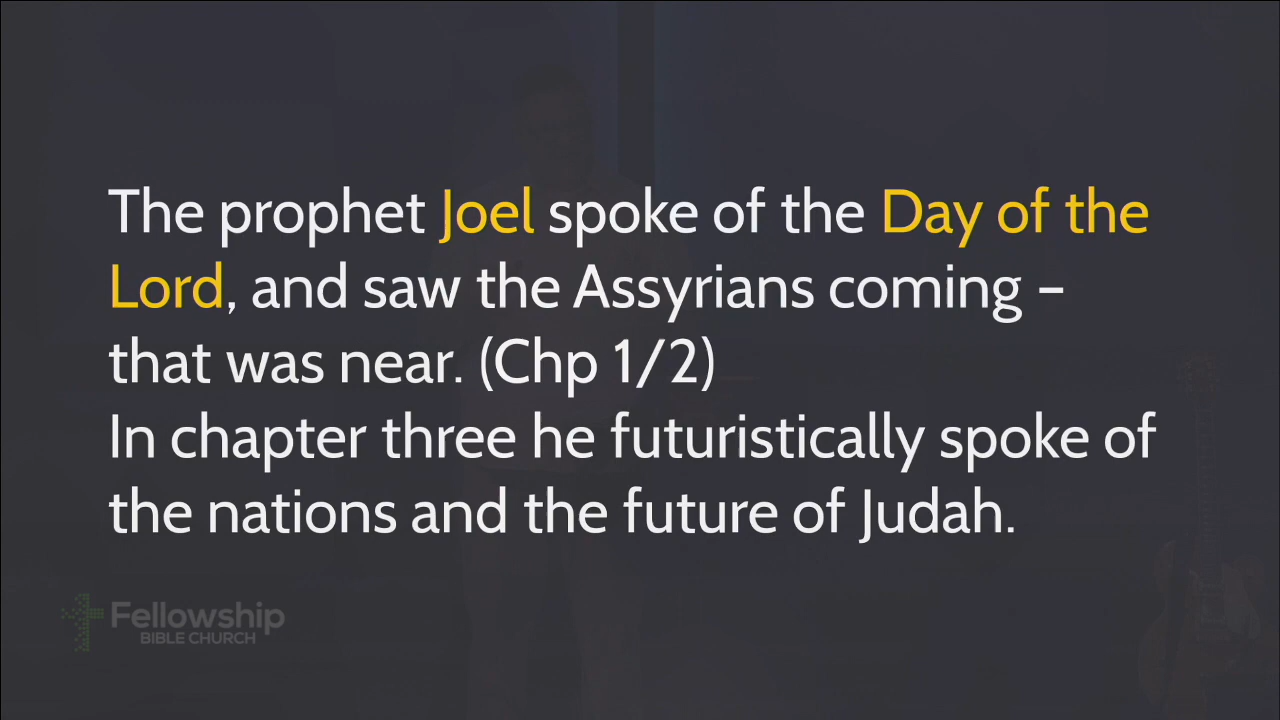 The prophet Joel spoke of the Day of the
Lord, and saw the Assyrians coming –
that was near. (Chp 1/2)
In chapter three he futuristically spoke of
the nations and the future of Judah.
Fellowship
BIBLE CHURCH